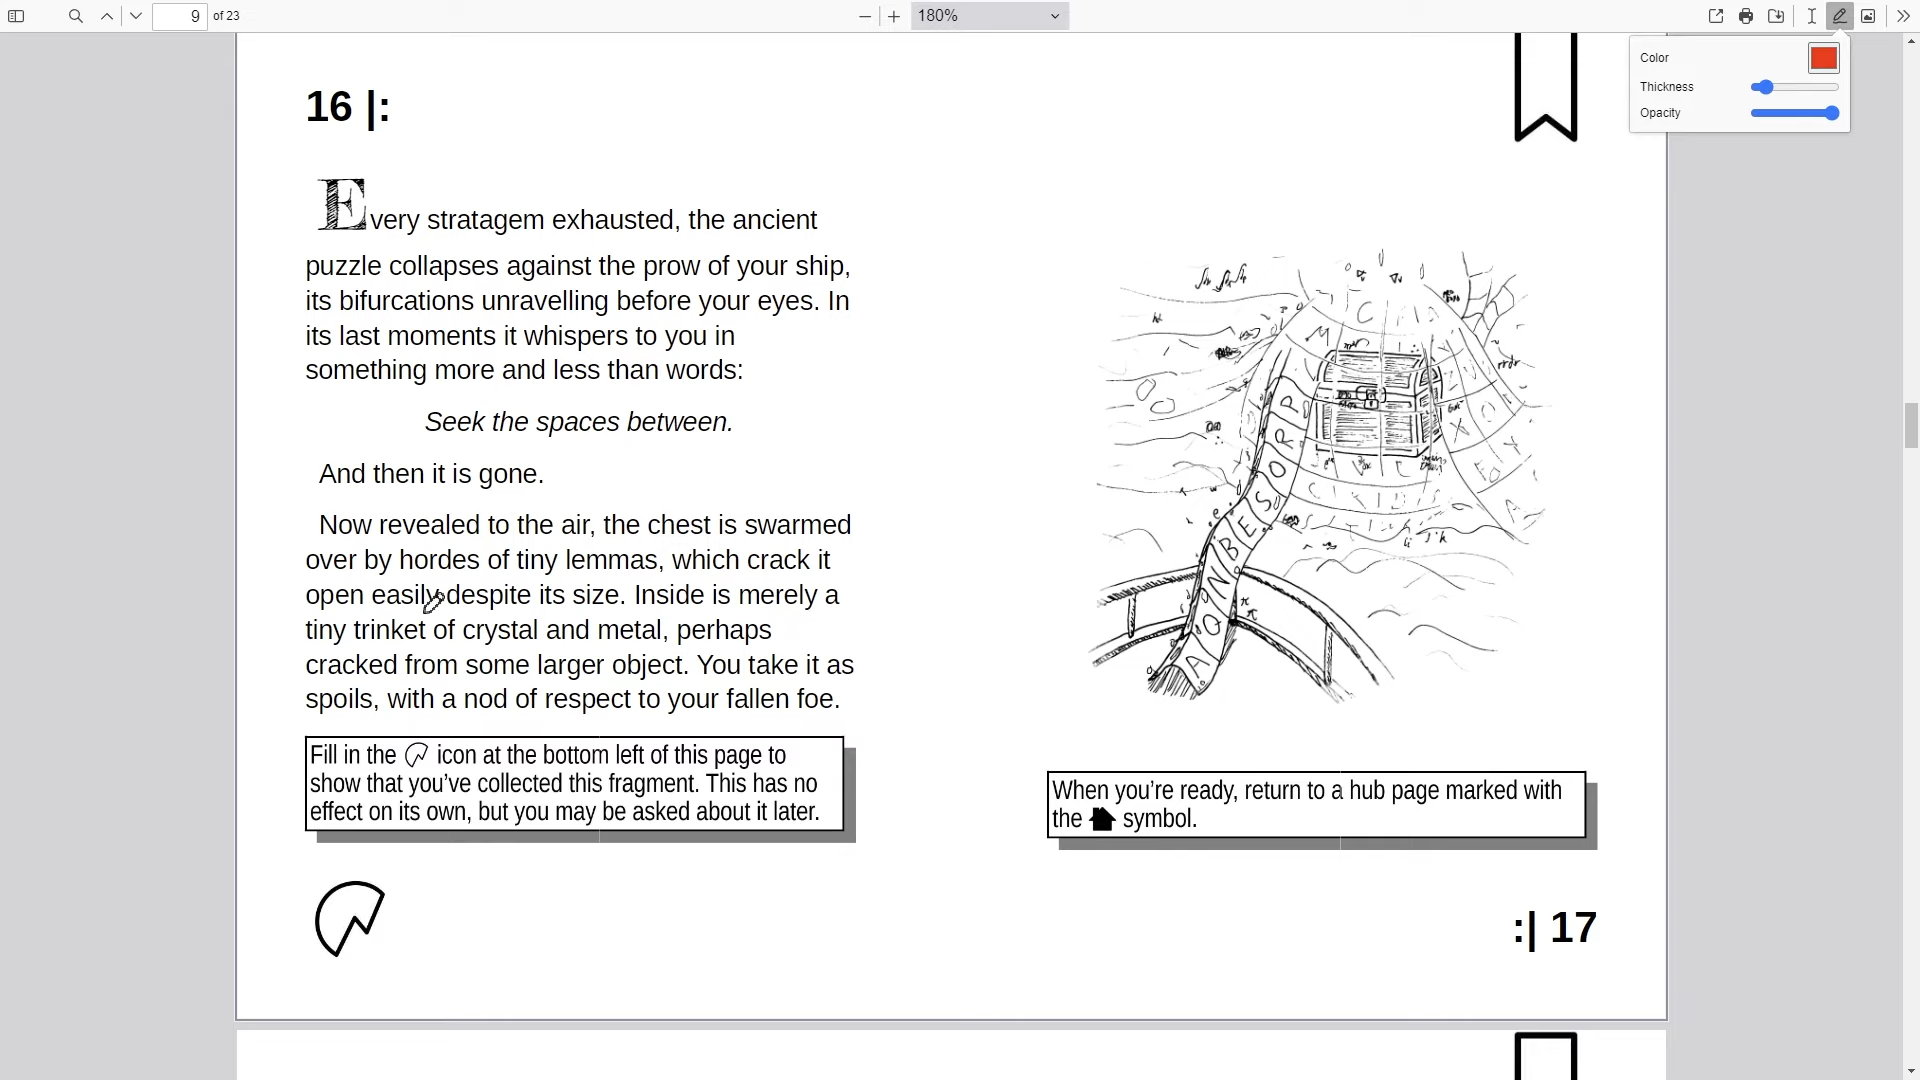 9 of 23
180%
Color
Thickness
Opacity
16 |:
Every stratagem exhausted, the ancient
puzzle collapses against the prow of your ship,
its bifurcations unravelling before your eyes. In
its last moments it whispers to you in
something more and less than words:
Seek the spaces between.
And then it is gone.
Now revealed to the air, the chest is swarmed
over by hordes of tiny lemmas, which crack it
open easily despite its size. Inside is merely a
tiny trinket of crystal and metal, perhaps
cracked from some larger object. You take it as
spoils, with a nod of respect to your fallen foe.
Fill in the icon at the bottom left of this page to
show that you've collected this fragment. This has no
effect on its own, but you may be asked about it later.
AQNBESORP
When you're ready, return to a hub page marked with
the symbol.
:| 17